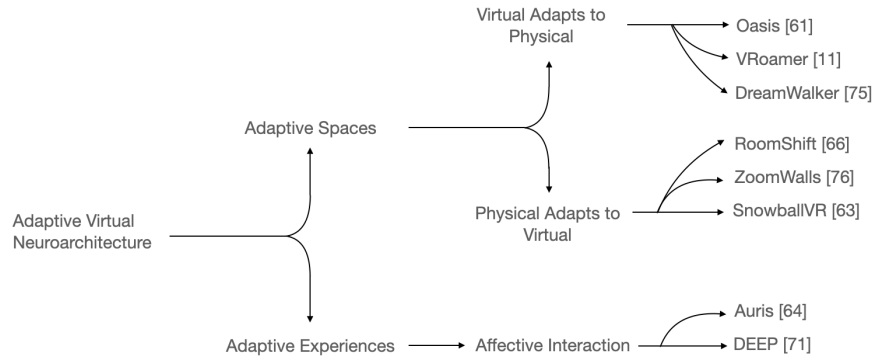 Virtual Adapts to
Physical
Oasis [61]
VRoamer [11]
DreamWalker [75]
Adaptive Spaces
RoomShift [66]
ZoomWalls [76]
SnowballVR [63]
Physical Adapts to
Virtual
Adaptive Virtual
Neuroarchitecture
Auris [64]
DEEP [71]
Adaptive Experiences
Affective Interaction